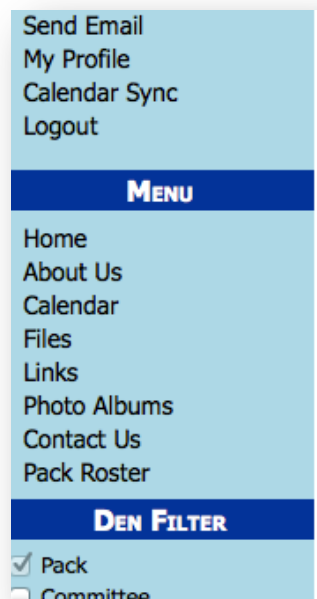 Send Email
My Profile
Calendar Sync
Logout
MENU
Home
About Us
Calendar
Files
Links
Photo Albums
Contact Us
Pack Roster
DEN FILTER
Pack
Committee